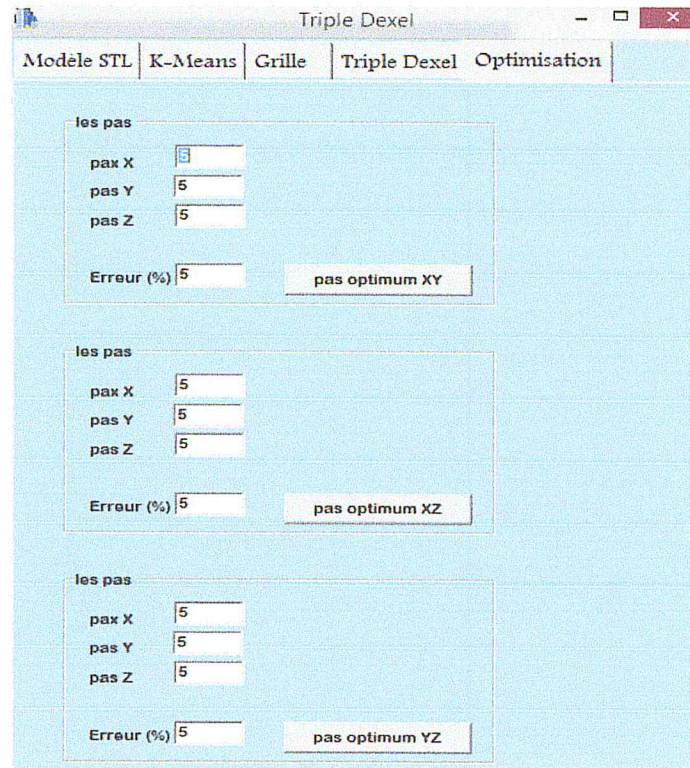 Triple Dexel
Modèle STL K-Means Grille Triple Dexel Optimisation
les pas
pax X 5
pas Y 5
pas Z 5
Erreur (%) 5 pas optimum XY
les pas
pax X 5
pas Y 5
pas Z 5
Erreur (%) 5 pas optimum XZ
les pas
pax X 5
pas Y 5
pas Z 5
Erreur (%) 5 pas optimum YZ